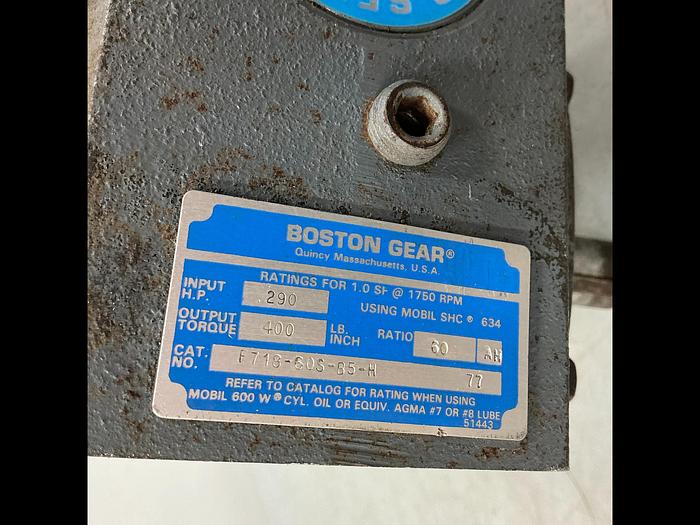 BOSTON GEAR®
Quincy Massachusetts, U.S.A.
RATINGS FOR 1.0 SF @ 1750 RPM
INPUT H.P. .290 USING MOBIL SHC ® 634
OUTPUT TORQUE 400 LB. INCH RATIO 60 AH
CAT. NO. 77
REFER TO CATALOG FOR RATING WHEN USING
MOBIL 600 W® CYL. OIL OR EQUIV. AGMA #7 OR #8 LUBE
51443